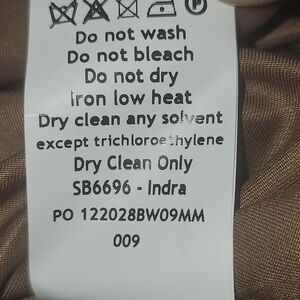 P
Do not wash
Do not bleach
Do not dry
Iron low heat
Dry clean any solvent
except trichloroethylene
Dry Clean Only
SB6696 - Indra
PO 122028BW09MM
009